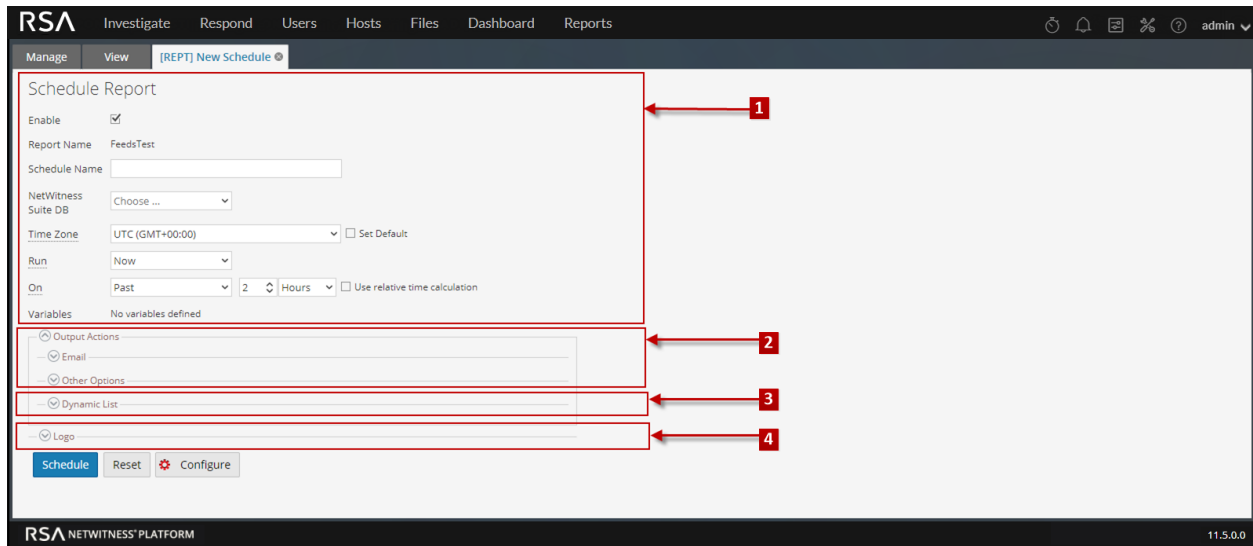 RSA Investigate Respond Users Hosts Files Dashboard Reports admin
Manage View [REPT] New Schedule
Schedule Report
1
Enable
Report Name FeedsTest
Schedule Name
NetWitness Suite DB Choose ...
Time Zone UTC (GMT+00:00) Set Default
Run Now
On Past 2 Hours Use relative time calculation
Variables No variables defined
Output Actions
2
Email
Other Options
Dynamic List
3
Logo
4
Schedule Reset Configure
RSA NETWITNESS® PLATFORM 11.5.0.0